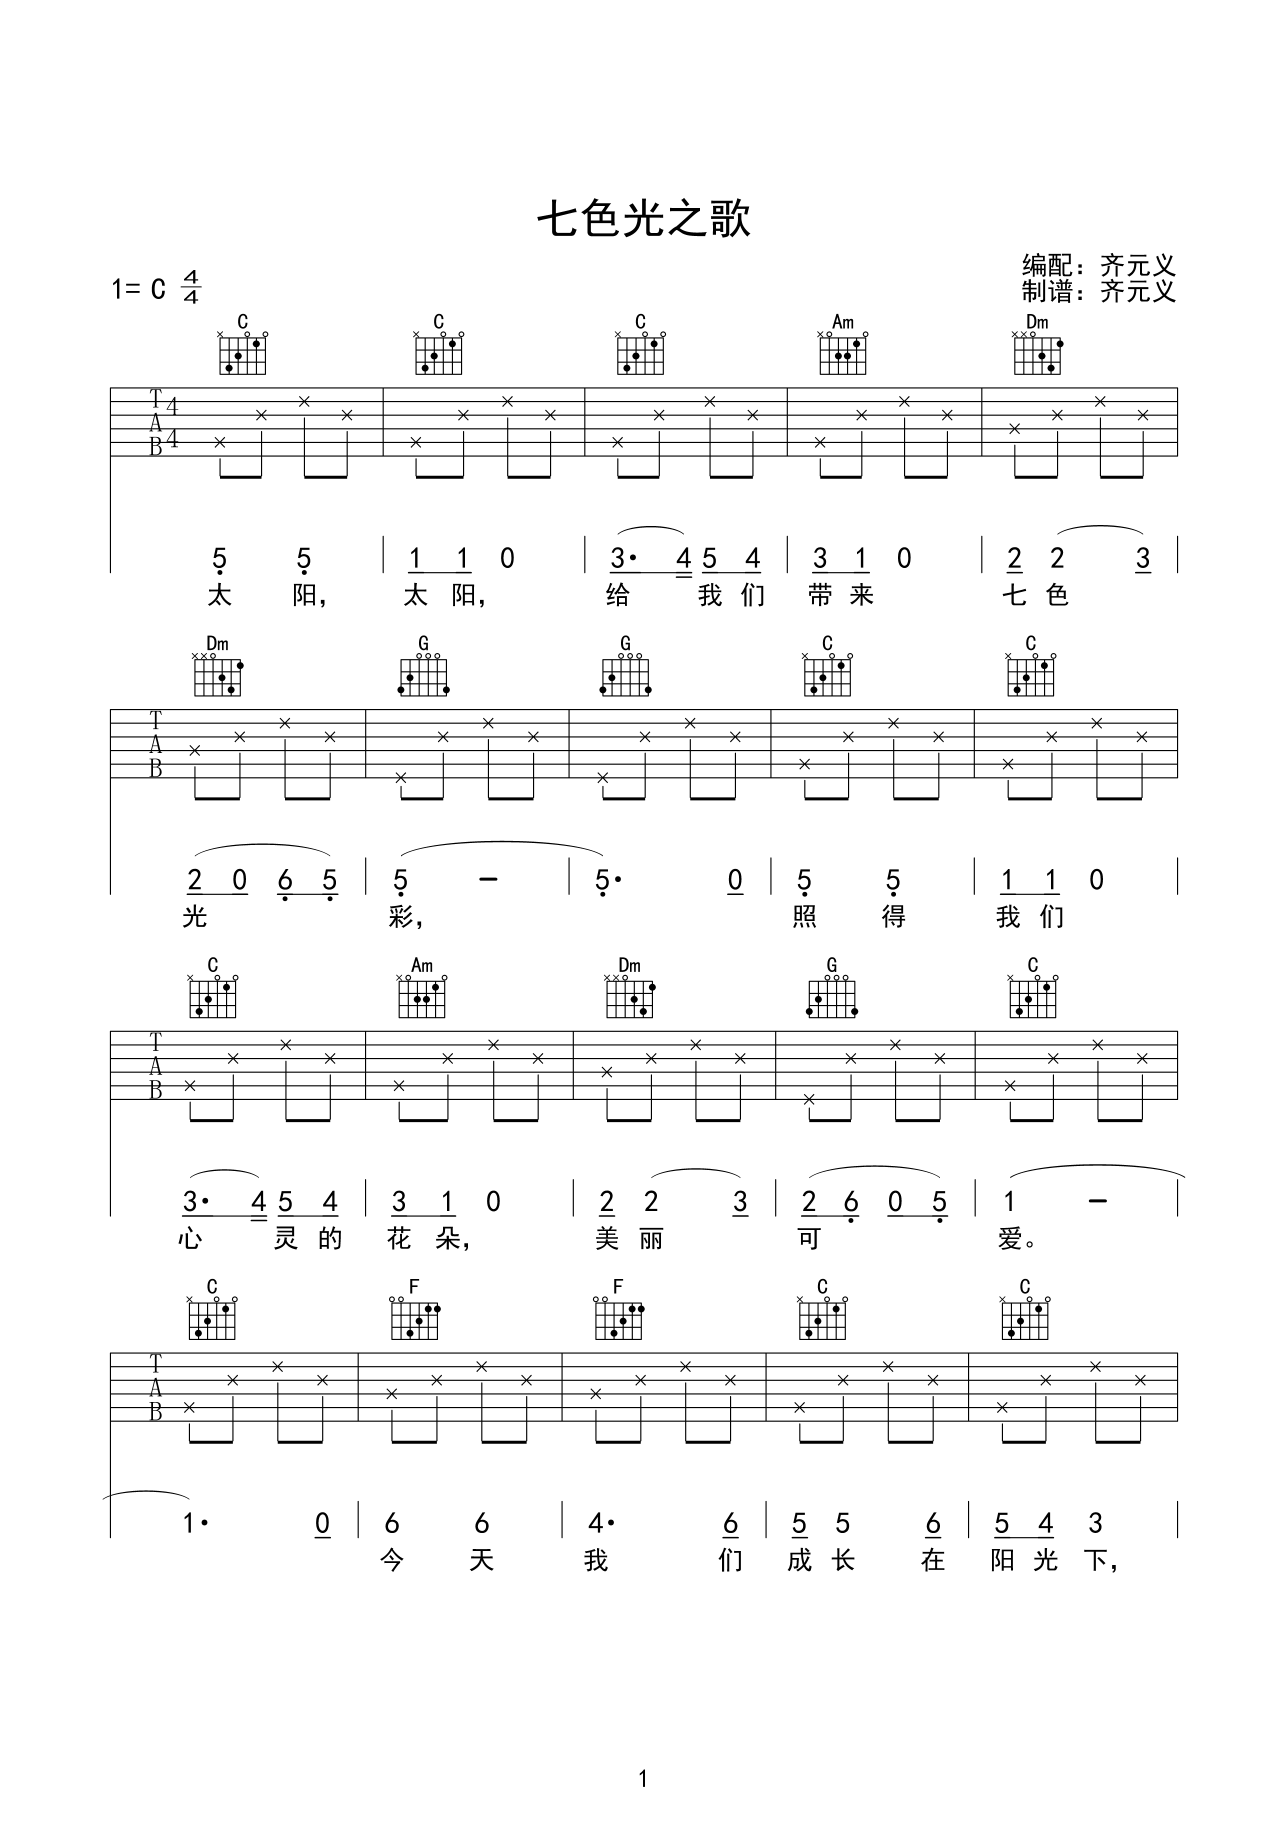 七色光之歌
1= C 4/4
编配：齐元义
制谱：齐元义
C C C Am Dm
T A B 4 4
5 5 1 1 0 3· 4 5 4 3 1 0 2 2 3
太 阳， 太 阳， 给 我 们 带 来 七 色
Dm G G C C
T A B
2 0 6 5 5 – 5· 0 5 5 1 1 0
光 彩， 照 得 我 们
C Am Dm G C
T A B
3· 4 5 4 3 1 0 2 2 3 2 6 0 5 1 –
心 灵 的 花 朵， 美 丽 可 爱。
C F F C C
T A B
1· 0 6 6 4· 6 5 5 6 5 4 3
今 天 我 们 成 长 在 阳 光 下，
1